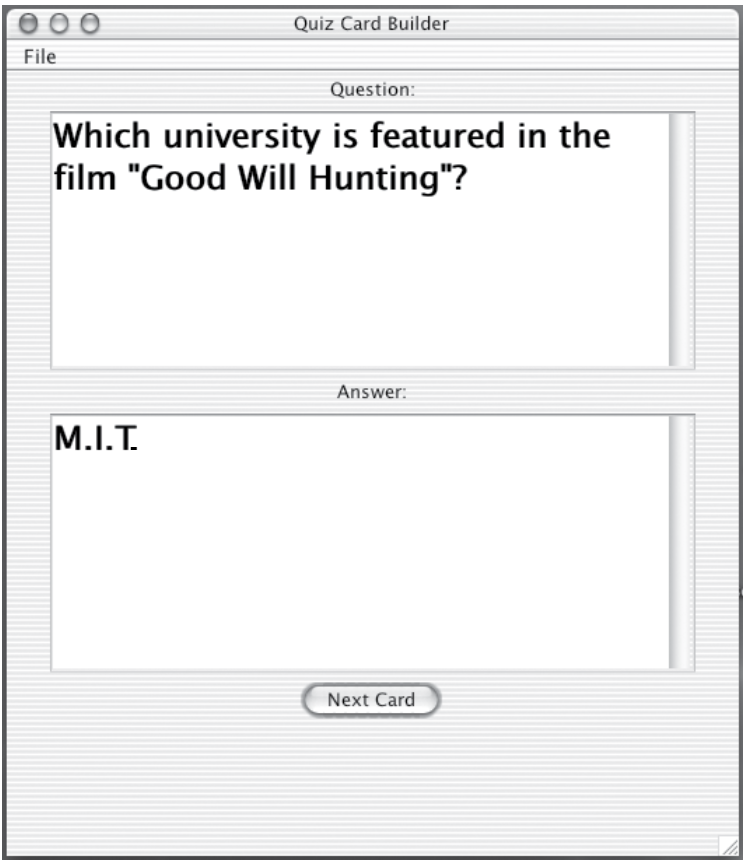 Quiz Card Builder
File
Question:
Which university is featured in the
film "Good Will Hunting"?
Answer:
M.I.T.
Next Card